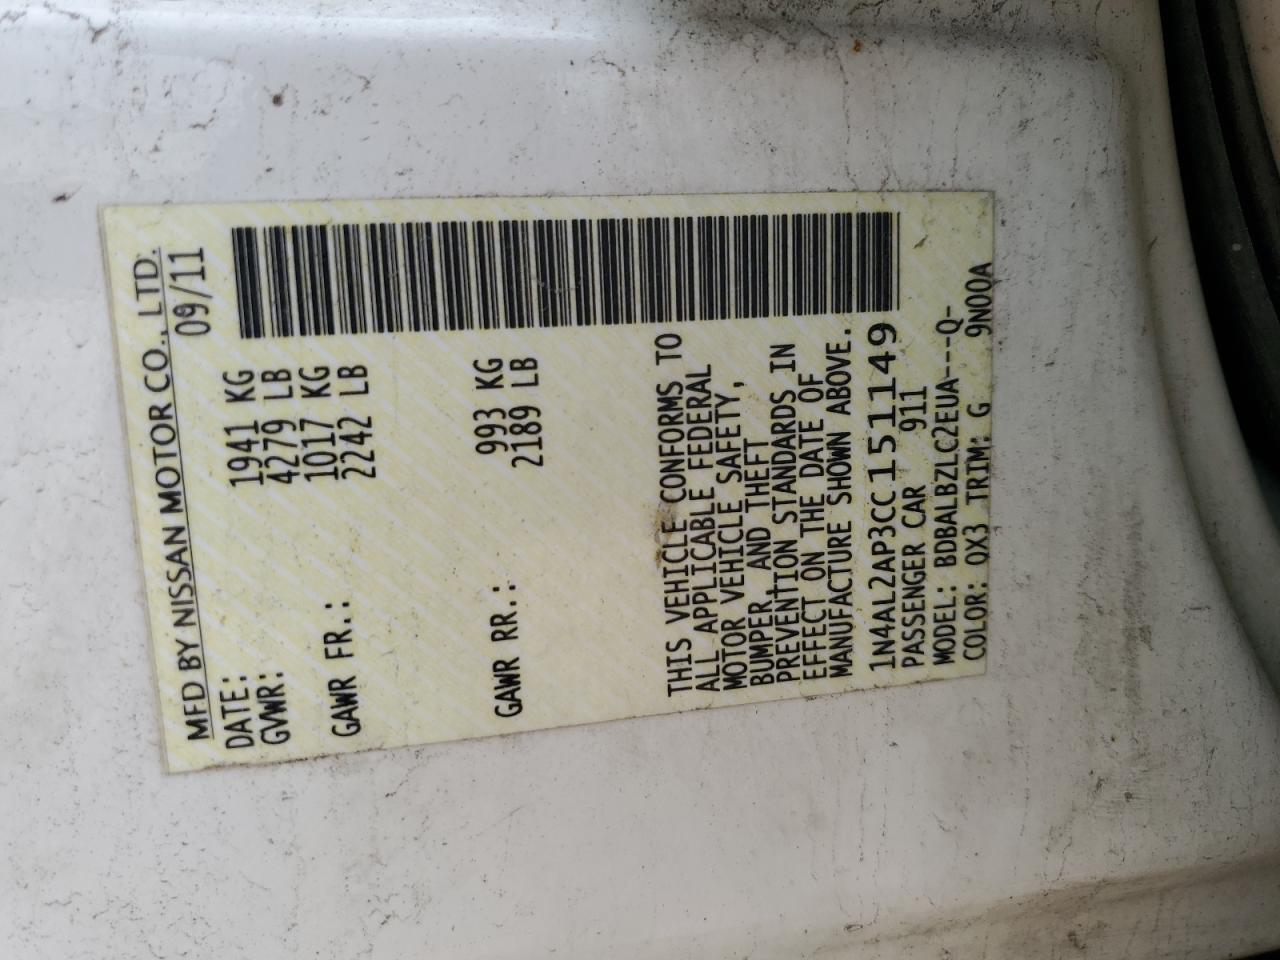 MFD BY NISSAN MOTOR CO., LTD.
DATE: 09/11
GVWR: 1941 KG
4279 LB
GAWR FR.: 1017 KG
2242 LB
GAWR RR.: 993 KG
2189 LB
THIS VEHICLE CONFORMS TO
ALL APPLICABLE FEDERAL
MOTOR VEHICLE SAFETY,
BUMPER, AND THEFT
PREVENTION STANDARDS IN
EFFECT ON THE DATE OF
MANUFACTURE SHOWN ABOVE.
1N4AL2AP3CC151149
PASSENGER CAR 911
MODEL: BDBALBZLC2EUA---Q-
COLOR: QX3 TRIM: G 9N00A